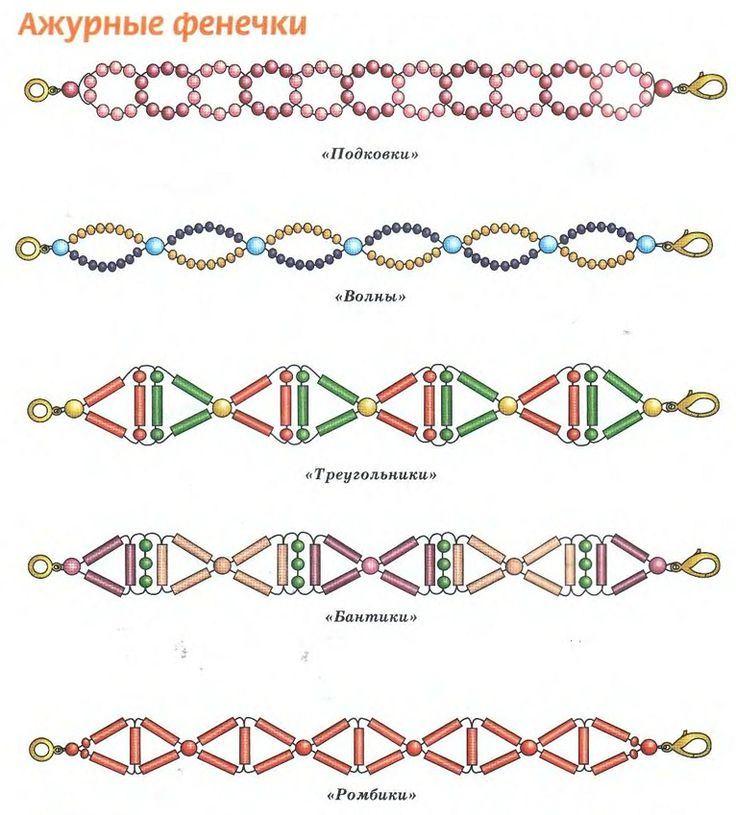 Ажурные фенечки
«Подковки»
«Волны»
«Треугольники»
«Бантики»
«Ромбики»